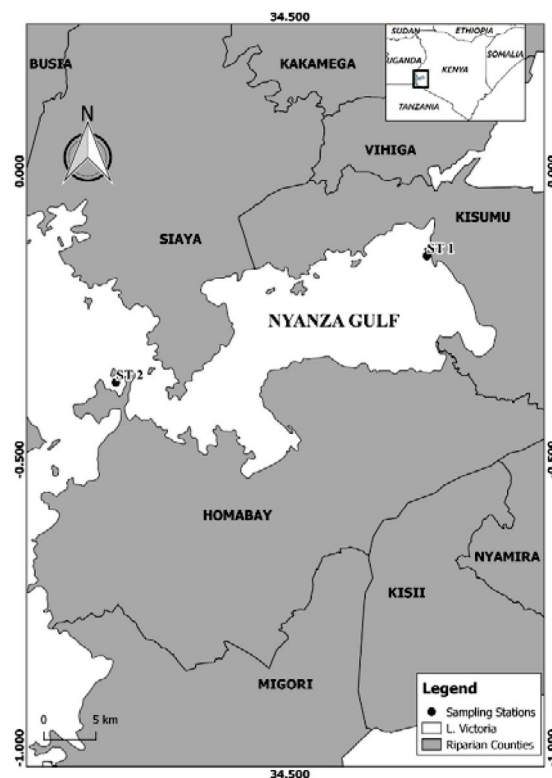 34.500
SUDAN
ETHIOPIA
SOMALIA
UGANDA
KENYA
TANZANIA
BUSIA
KAKAMEGA
N
VIHIGA
0.000
0.000
KISUMU
SIAYA
ST 1
NYANZA GULF
ST 2
-0.500
-0.500
HOMABAY
NYAMIRA
KISII
MIGORI
Legend
Sampling Stations
L. Victoria
Riparian Counties
0 5 km
-1.000
-1.000
34.500